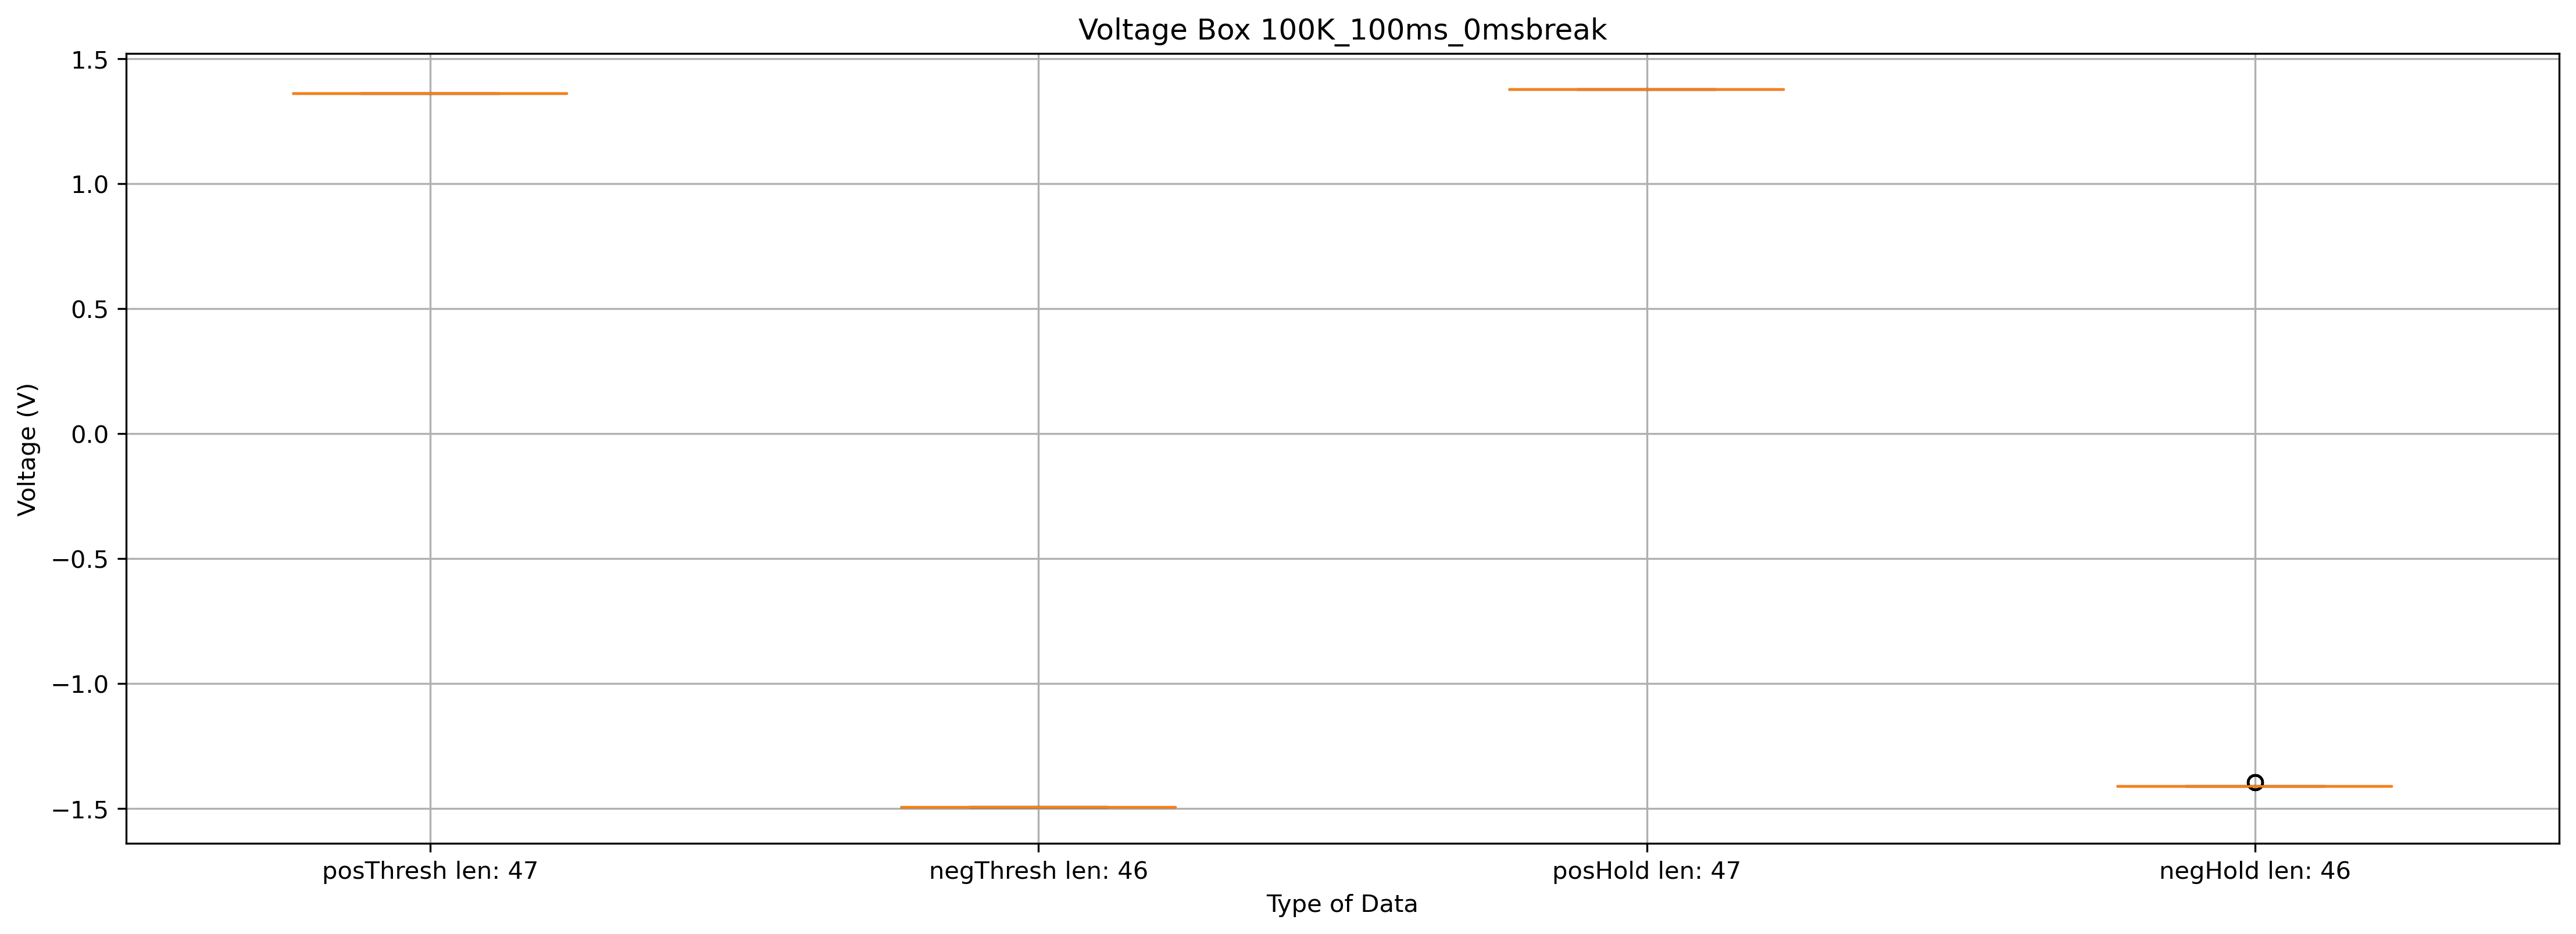 Voltage Box 100K_100ms_0msbreak
1.5
1.0
0.5
0.0
−0.5
−1.0
−1.5
Voltage (V)
posThresh len: 47
negThresh len: 46
posHold len: 47
negHold len: 46
Type of Data